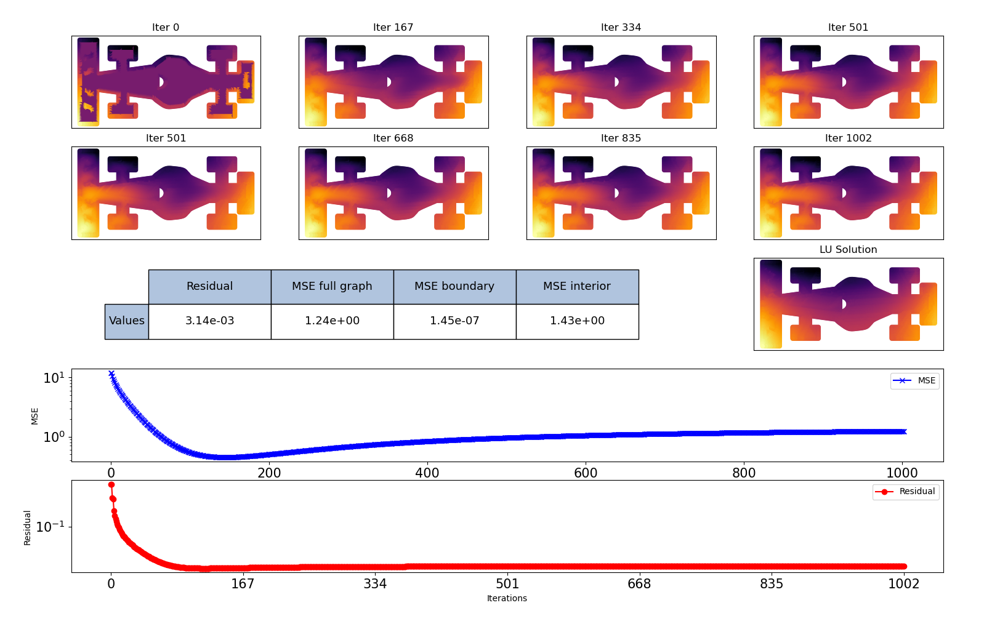 Iter 0
Iter 167
Iter 334
Iter 501
Iter 501
Iter 668
Iter 835
Iter 1002
LU Solution
Residual MSE full graph MSE boundary MSE interior
Values 3.14e-03 1.24e+00 1.45e-07 1.43e+00
10¹
10⁰
MSE
MSE
0 200 400 600 800 1000
10⁻¹
Residual
Residual
0 167 334 501 668 835 1002
Iterations